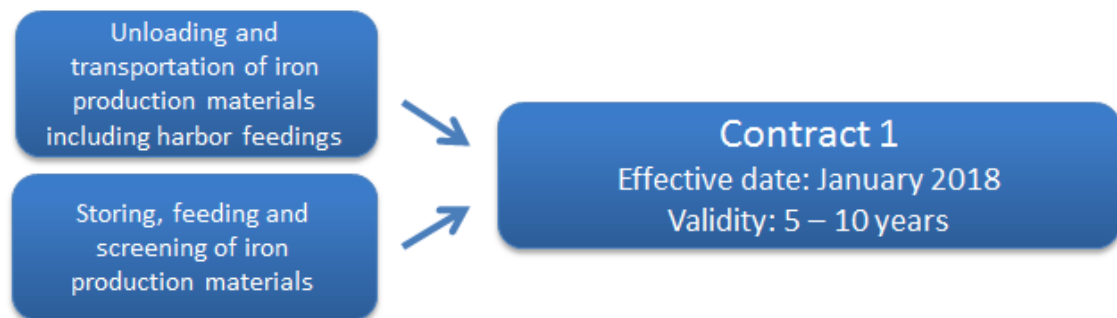 Unloading and
transportation of iron
production materials
including harbor feedings
Storing, feeding and
screening of iron
production materials
Contract 1
Effective date: January 2018
Validity: 5 – 10 years